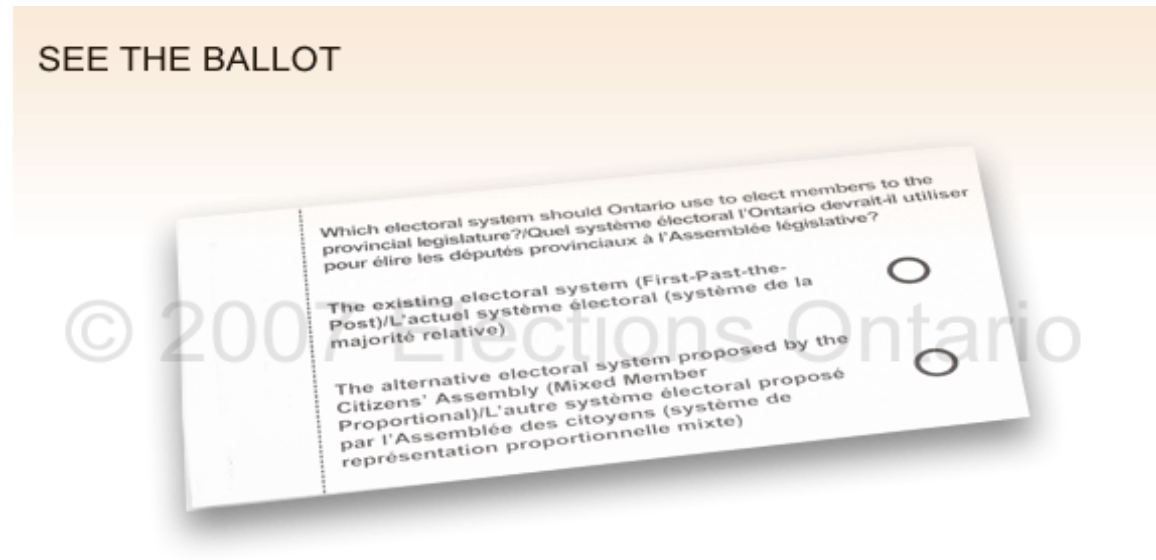 SEE THE BALLOT
Which electoral system should Ontario use to elect members to the
provincial legislature?/Quel système électoral l'Ontario devrait-il utiliser
pour élire les députés provinciaux à l'Assemblée législative?
The existing electoral system (First-Past-the-
Post)/L'actuel système électoral (système de la
majorité relative)
© 2007 Elections Ontario
The alternative electoral system proposed by the
Citizens' Assembly (Mixed Member
Proportional)/L'autre système électoral proposé
par l'Assemblée des citoyens (système de
représentation proportionnelle mixte)